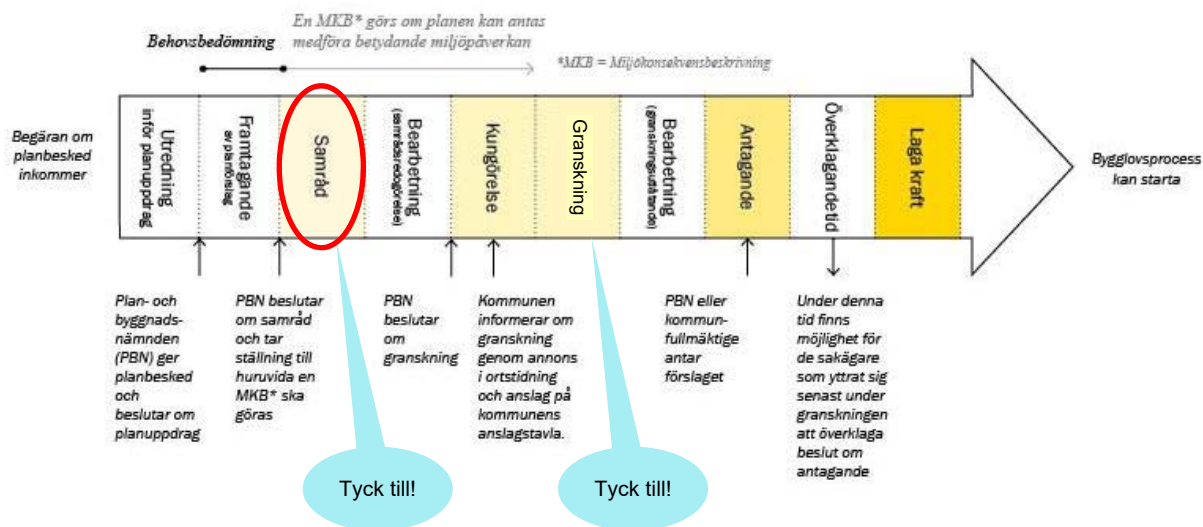 En MKB* görs om planen kan antas
medföra betydande miljöpåverkan
Behovsbedömning
*MKB = Miljökonsekvensbeskrivning
Begäran om
planbesked
inkommer
Utredning
inför planuppdrag
Framtagande
av planförslag
Samråd
Bearbetning
(samrådsredogörelse)
Kungörelse
Granskning
Bearbetning
(granskningsutlåtande)
Antagande
Överklagandetid
Laga kraft
Bygglovsprocess
kan starta
Plan- och
byggnads-
nämnden
(PBN) ger
planbesked
och
beslutar om
planuppdrag
PBN beslutar
om samråd
och tar
ställning till
huruvida en
MKB* ska
göras
PBN
beslutar
om
granskning
Kommunen
informerar om
granskning
genom annons
i ortstidning
och anslag på
kommunens
anslagstavla.
PBN eller
kommun-
fullmäktige
antar
förslaget
Under denna
tid finns
möjlighet för
de sakägare
som yttrat sig
senast under
granskningen
att överklaga
beslut om
antagande
Tyck till!
Tyck till!